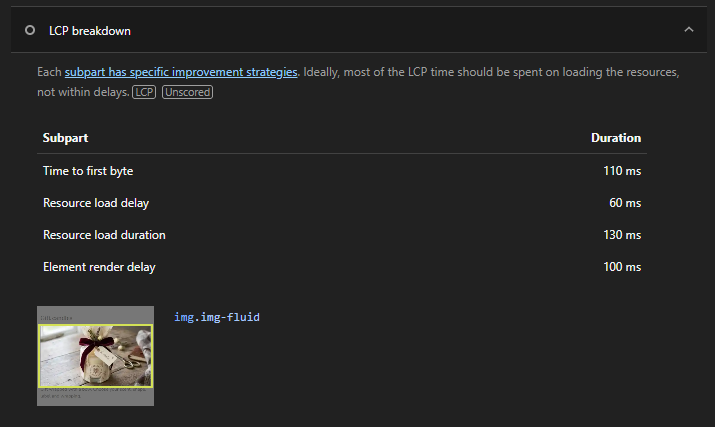 LCP breakdown
Each subpart has specific improvement strategies. Ideally, most of the LCP time should be spent on loading the resources,
not within delays. LCP Unscored
Subpart Duration
Time to first byte 110 ms
Resource load delay 60 ms
Resource load duration 130 ms
Element render delay 100 ms
img.img-fluid